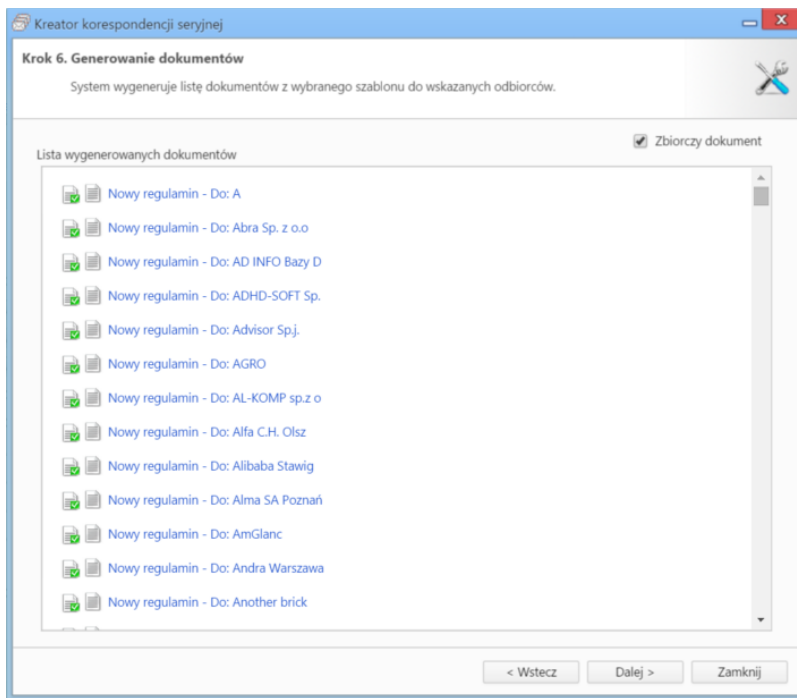 Kreator korespondencji seryjnej
Krok 6. Generowanie dokumentów
System wygeneruje listę dokumentów z wybranego szablonu do wskazanych odbiorców.
Zbiorczy dokument
Lista wygenerowanych dokumentów
Nowy regulamin - Do: A
Nowy regulamin - Do: Abra Sp. z o.o
Nowy regulamin - Do: AD INFO Bazy D
Nowy regulamin - Do: ADHD-SOFT Sp.
Nowy regulamin - Do: Advisor Sp.j.
Nowy regulamin - Do: AGRO
Nowy regulamin - Do: AL-KOMP sp.z o
Nowy regulamin - Do: Alfa C.H. Olsz
Nowy regulamin - Do: Alibaba Stawig
Nowy regulamin - Do: Alma SA Poznań
Nowy regulamin - Do: AmGlanc
Nowy regulamin - Do: Andra Warszawa
Nowy regulamin - Do: Another brick
< Wstecz Dalej > Zamknij